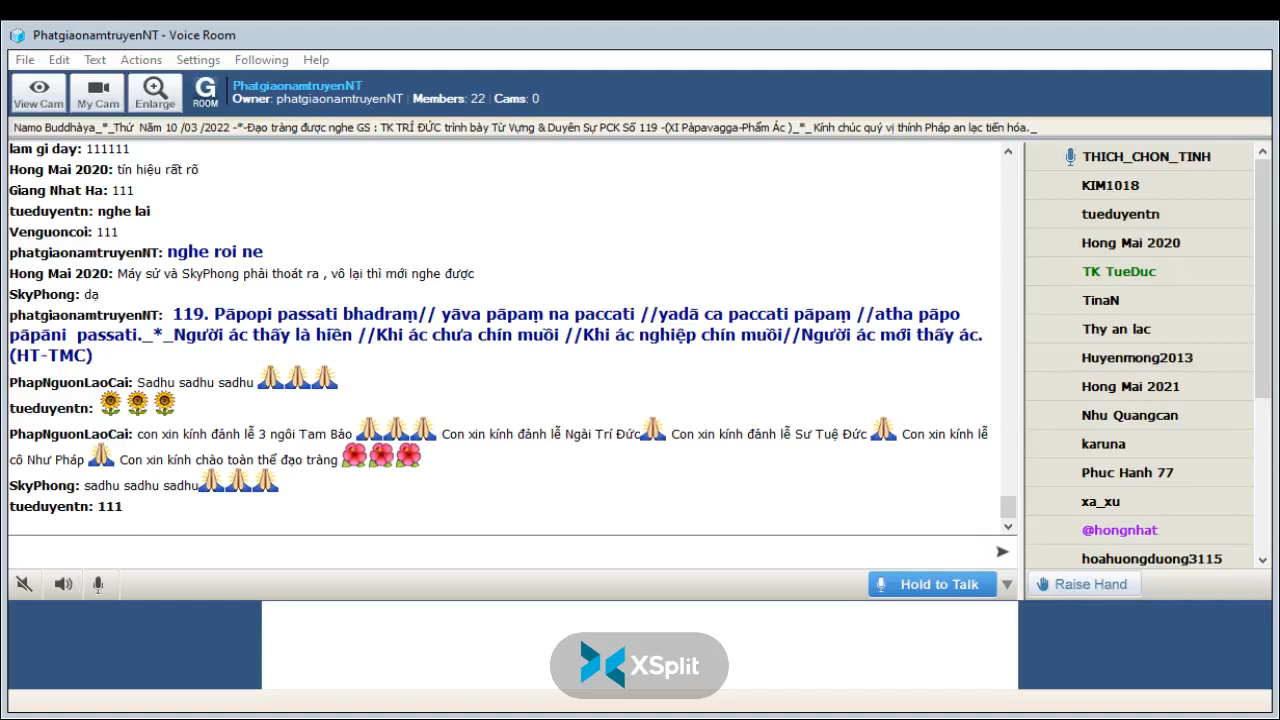 PhatgiaonamtruyenNT - Voice Room
File Edit Text Actions Settings Following Help
View Cam My Cam Enlarge G ROOM
PhatgiaonamtruyenNT
Owner: phatgiaonamtruyenNT | Members: 22 | Cams: 0
Namo Buddhàya_*_Thứ Năm 10 /03 /2022 -*-Đạo tràng được nghe GS : TK TRÍ ĐỨC trình bày Từ Vựng & Duyên Sự PCK Số 119 -(XI Pàpavagga-Phẩm Ác )_*_ Kính chúc quý vị thính Pháp an lạc tiến hóa._
lam gi day: 111111
Hong Mai 2020: tín hiệu rất rõ
Giang Nhat Ha: 111
tueduyentn: nghe lai
Venguoncoi: 111
phatgiaonamtruyenNT: nghe roi ne
Hong Mai 2020: Máy sử và SkyPhong phải thoát ra , vô lại thì mới nghe được
SkyPhong: dạ
phatgiaonamtruyenNT: 119. Pāpopi passati bhadraṃ// yāva pāpaṃ na paccati //yadā ca paccati pāpaṃ //atha pāpo
pāpāni passati._*_Người ác thấy là hiền //Khi ác chưa chín muồi //Khi ác nghiệp chín muồi//Người ác mới thấy ác.
(HT-TMC)
PhapNguonLaoCai: Sadhu sadhu sadhu 🙏🙏🙏
tueduyentn: 🌻🌻🌻
PhapNguonLaoCai: con xin kính đảnh lễ 3 ngôi Tam Bảo 🙏🙏🙏 Con xin kính đảnh lễ Ngài Trí Đức🙏 Con xin kính đảnh lễ Sư Tuệ Đức 🙏 Con xin kính lễ
cô Như Pháp 🙏 Con xin kính chào toàn thể đạo tràng 🌺🌺🌺
SkyPhong: sadhu sadhu sadhu🙏🙏🙏
tueduyentn: 111
THICH_CHON_TINH
KIM1018
tueduyentn
Hong Mai 2020
TK TueDuc
TinaN
Thy an lac
Huyenmong2013
Hong Mai 2021
Nhu Quangcan
karuna
Phuc Hanh 77
xa_xu
@hongnhat
hoahuongduong3115
Hold to Talk
Raise Hand
XSplit